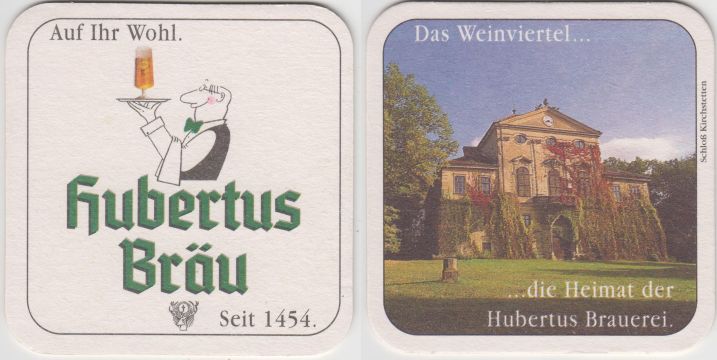 Auf Ihr Wohl.
Hubertus
Bräu
Seit 1454.
Das Weinviertel...
Schloß Kirchstetten
...die Heimat der
Hubertus Brauerei.